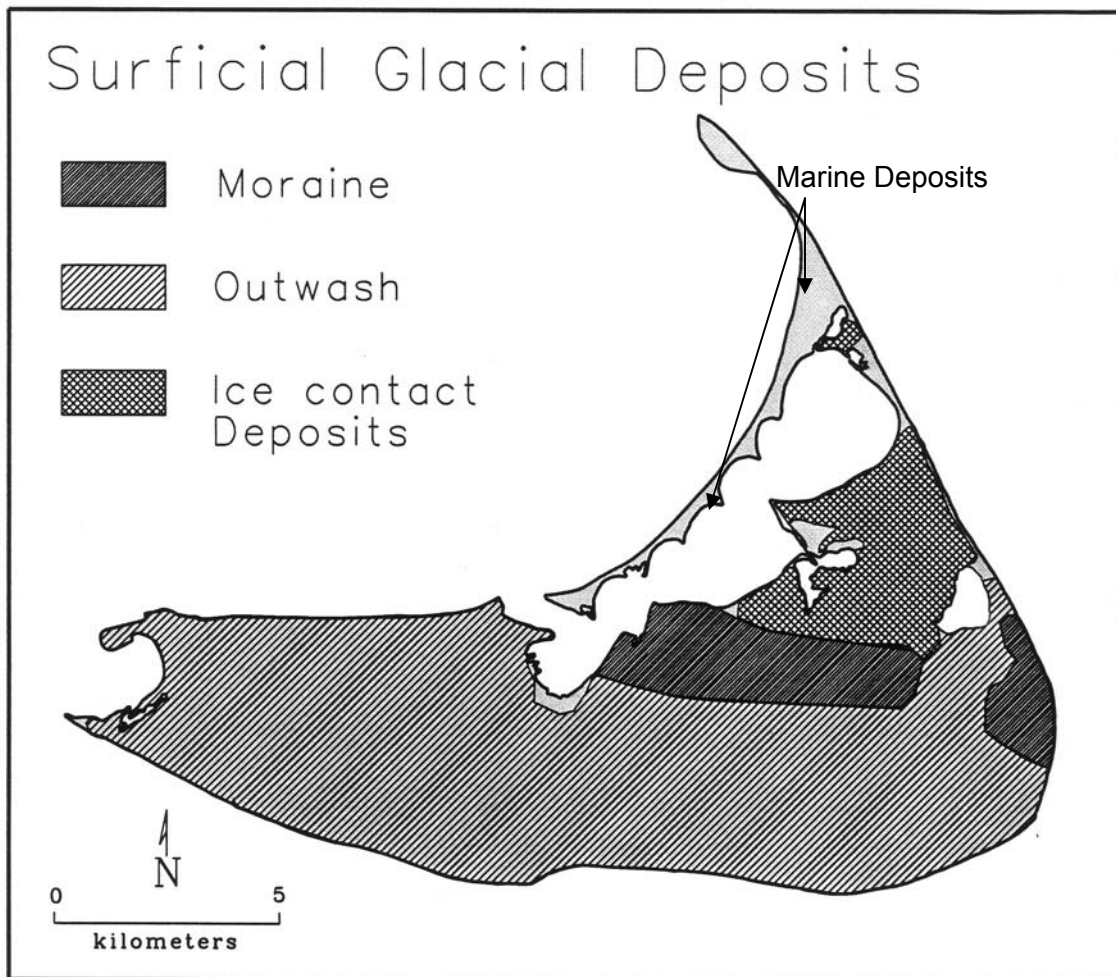 Surficial Glacial Deposits
Moraine
Outwash
Ice contact
Deposits
Marine Deposits
N
0 5
kilometers